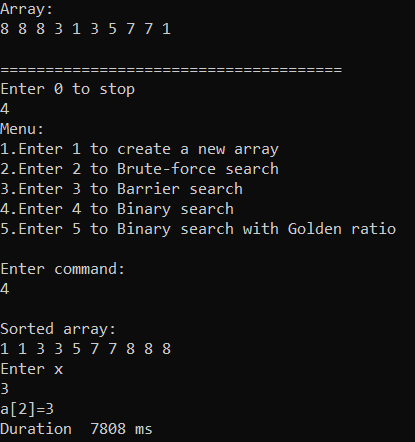 Array:
8 8 8 3 1 3 5 7 7 1
======================================
Enter 0 to stop
4
Menu:
1.Enter 1 to create a new array
2.Enter 2 to Brute-force search
3.Enter 3 to Barrier search
4.Enter 4 to Binary search
5.Enter 5 to Binary search with Golden ratio
Enter command:
4
Sorted array:
1 1 3 3 5 7 7 8 8 8
Enter x
3
a[2]=3
Duration  7808 ms